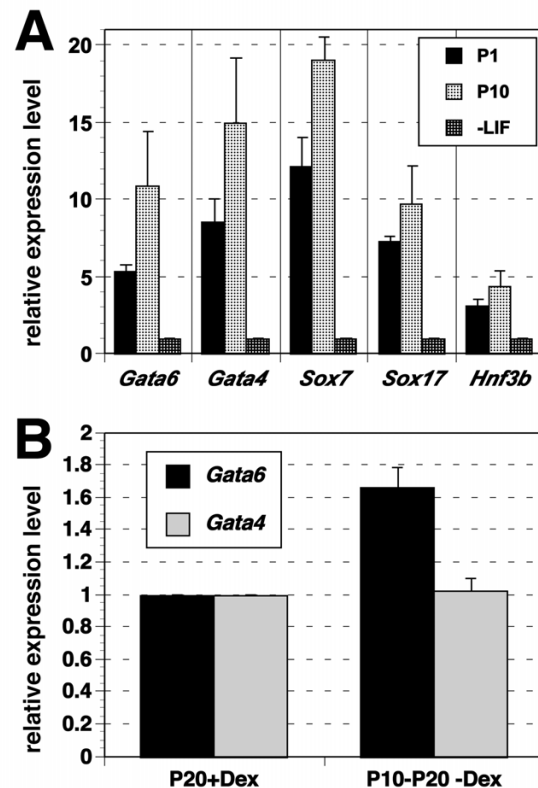 A
relative expression level
20
15
10
5
0
P1
P10
-LIF
Gata6 Gata4 Sox7 Sox17 Hnf3b
B
relative expression level
2
1.8
1.6
1.4
1.2
1
0.8
0.6
0.4
0.2
0
Gata6
Gata4
P20+Dex P10-P20 -Dex